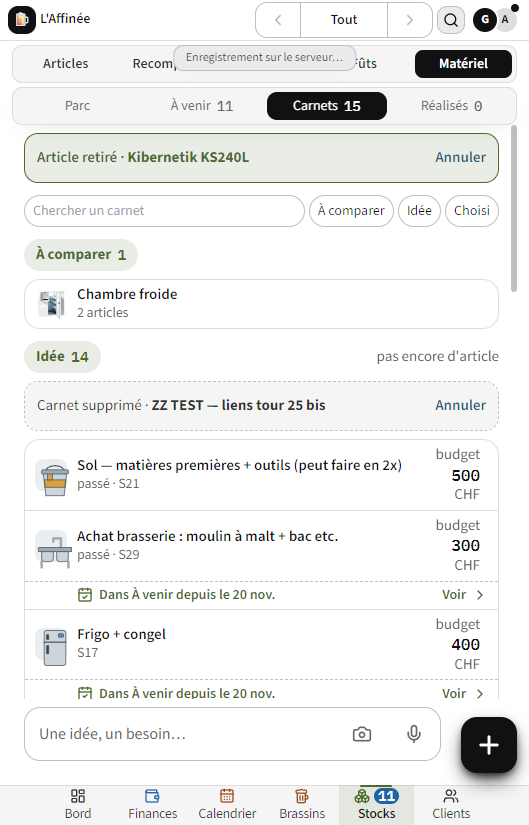 L'Affinée
Tout
G
A
Articles
Enregistrement sur le serveur…
Fûts
Matériel
Parc
À venir 11
Carnets 15
Réalisés 0
Article retiré · Kibernetik KS240L
Annuler
Chercher un carnet
À comparer
Idée
Choisi
À comparer 1
Chambre froide
2 articles
Idée 14
pas encore d'article
Carnet supprimé · ZZ TEST — liens tour 25 bis
Annuler
Sol — matières premières + outils (peut faire en 2x)
passé · S21
budget
500
CHF
Achat brasserie : moulin à malt + bac etc.
passé · S29
budget
300
CHF
Dans À venir depuis le 20 nov.
Voir
Frigo + congel
S17
budget
400
CHF
Dans À venir depuis le 20 nov.
Voir
Une idée, un besoin…
Bord
Finances
Calendrier
Brassins
11
Stocks
Clients